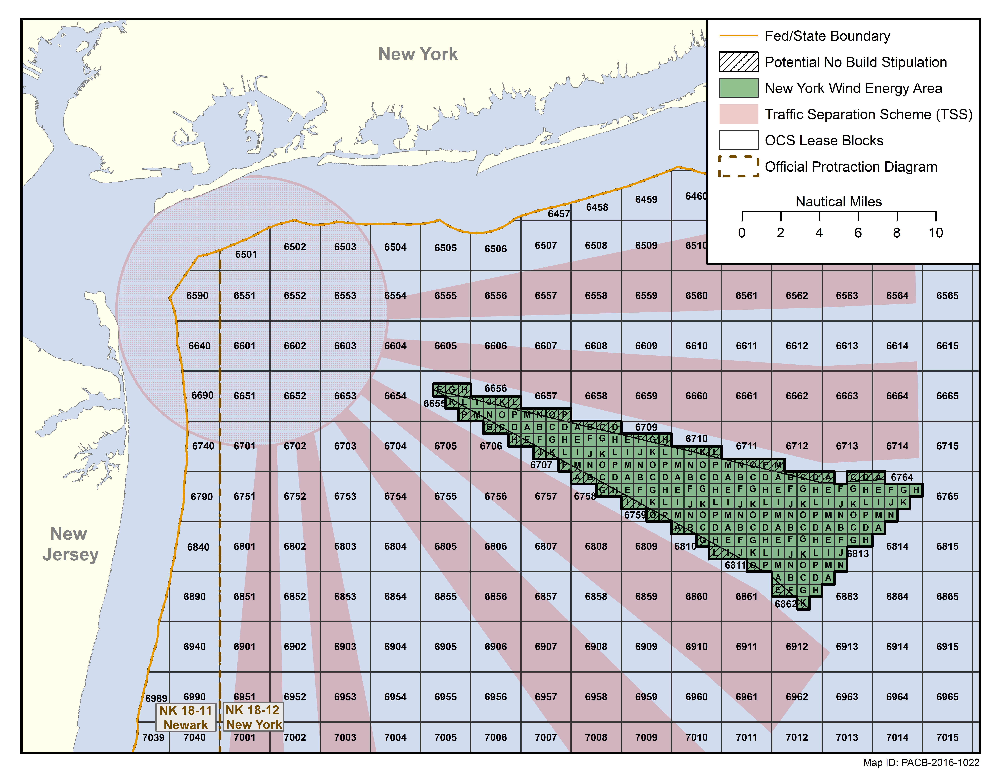 New York
Fed/State Boundary
Potential No Build Stipulation
New York Wind Energy Area
Traffic Separation Scheme (TSS)
OCS Lease Blocks
Official Protraction Diagram
Nautical Miles
0 2 4 6 8 10
6457 6458 6459 6460
6501 6502 6503 6504 6505 6506 6507 6508 6509 6510
6590 6551 6552 6553 6554 6555 6556 6557 6558 6559 6560 6561 6562 6563 6564 6565
6640 6601 6602 6603 6604 6605 6606 6607 6608 6609 6610 6611 6612 6613 6614 6615
F G H 6656
6690 6651 6652 6653 6654 6657 6658 6659 6660 6661 6662 6663 6664 6665
6655 K L I J K L
P M N O P M N O P
B C D A B C D A B C D 6709
H E F G H E F G H E F G H 6710
6740 6701 6702 6703 6704 6705 6706 6711 6712 6713 6714 6715
J K L I J K L I J K L I J K L
6707 P M N O P M N O P M N O P M N O P M
A B C D A B C D A B C D A B C D A B C D A C D A 6764
G H E F G H E F G H E F G H E F G H E F G H E F G H
6790 6751 6752 6753 6754 6755 6756 6757 6758 6765
I J K L I J K L I J K L I J K L I J K L I J K
6759 O P M N O P M N O P M N O P M N O P M N
A B C D A B C D A B C D A B C D A
G H E F G H E F G H E F G H
New
Jersey
6840 6801 6802 6803 6804 6805 6806 6807 6808 6809 6810 6814 6815
L I J K L I J K L I J 6813
6811 O P M N O P M N
A B C D A
E F G H
6890 6851 6852 6853 6854 6855 6856 6857 6858 6859 6860 6861 6863 6864 6865
6862 K
6940 6901 6902 6903 6904 6905 6906 6907 6908 6909 6910 6911 6912 6913 6914 6915
6989 6990 6951 6952 6953 6954 6955 6956 6957 6958 6959 6960 6961 6962 6963 6964 6965
NK 18-11
Newark
NK 18-12
New York
7039 7040 7001 7002 7003 7004 7005 7006 7007 7008 7009 7010 7011 7012 7013 7014 7015
Map ID: PACB-2016-1022